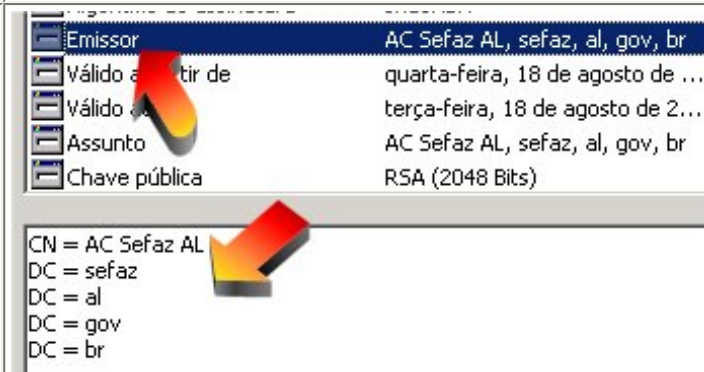 Emissor AC Sefaz AL, sefaz, al, gov, br
Válido tir de quarta-feira, 18 de agosto de ...
Válido terça-feira, 18 de agosto de 2...
Assunto AC Sefaz AL, sefaz, al, gov, br
Chave pública RSA (2048 Bits)
CN = AC Sefaz AL
DC = sefaz
DC = al
DC = gov
DC = br